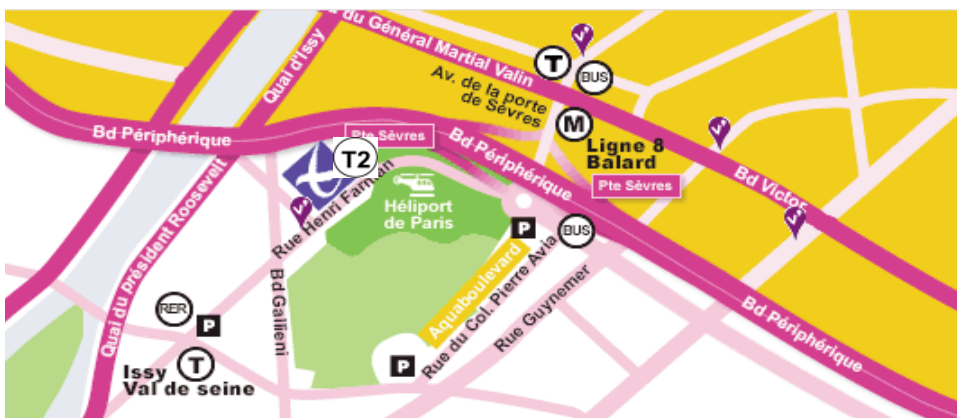 du Général Martial Valin
Quai d'Issy
T
BUS
Av. de la porte
de Sèvres
M
Ligne 8
Balard
Bd Périphérique
Pte Sèvres
T2
Bd Périphérique
Pte Sèvres
Bd Victor
Héliport
de Paris
Rue Henri Farman
P
BUS
Quai du président Roosevelt
Bd Gallieni
Aquaboulevard
Rue du Col. Pierre Avia
Rue Guynemer
Bd Périphérique
RER
P
T
Issy
Val de seine
P